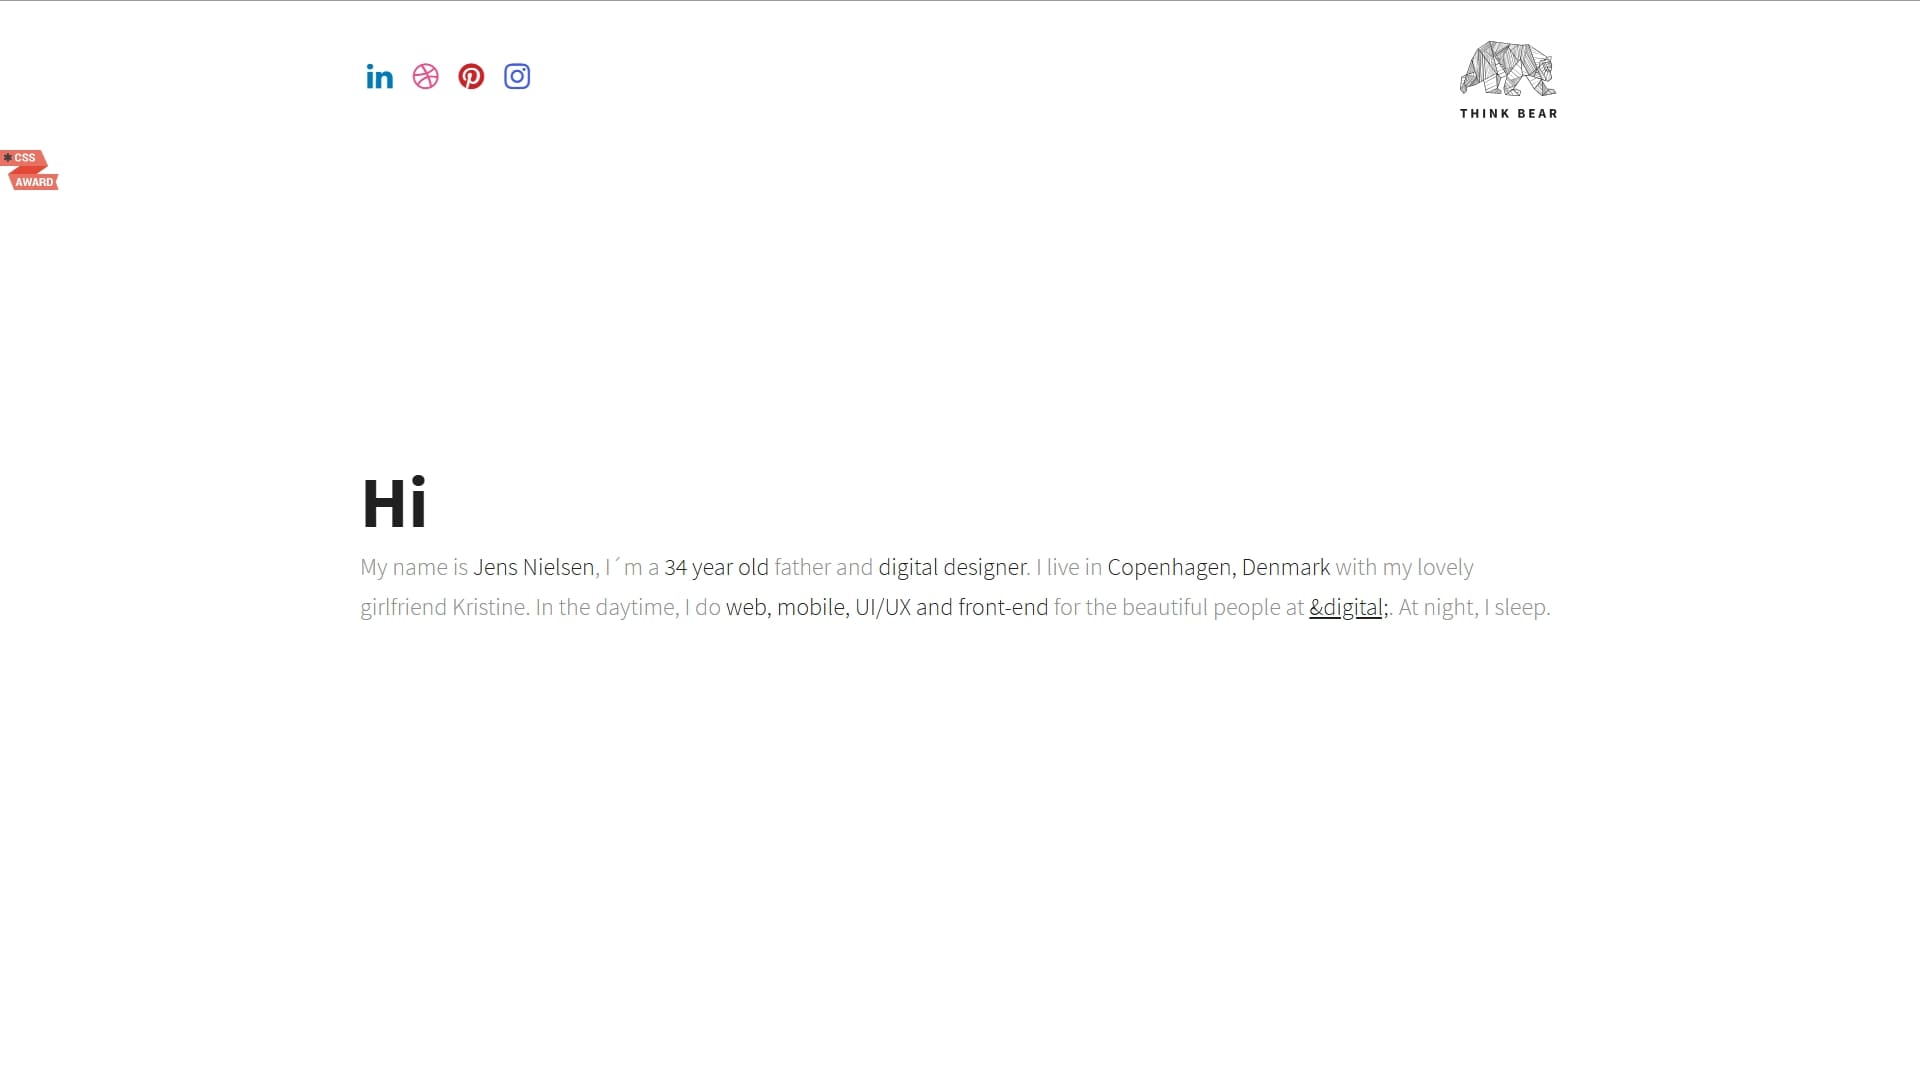 in
THINK BEAR
* CSS
AWARD
Hi
My name is Jens Nielsen, I´m a 34 year old father and digital designer. I live in Copenhagen, Denmark with my lovely
girlfriend Kristine. In the daytime, I do web, mobile, UI/UX and front-end for the beautiful people at &digital;. At night, I sleep.